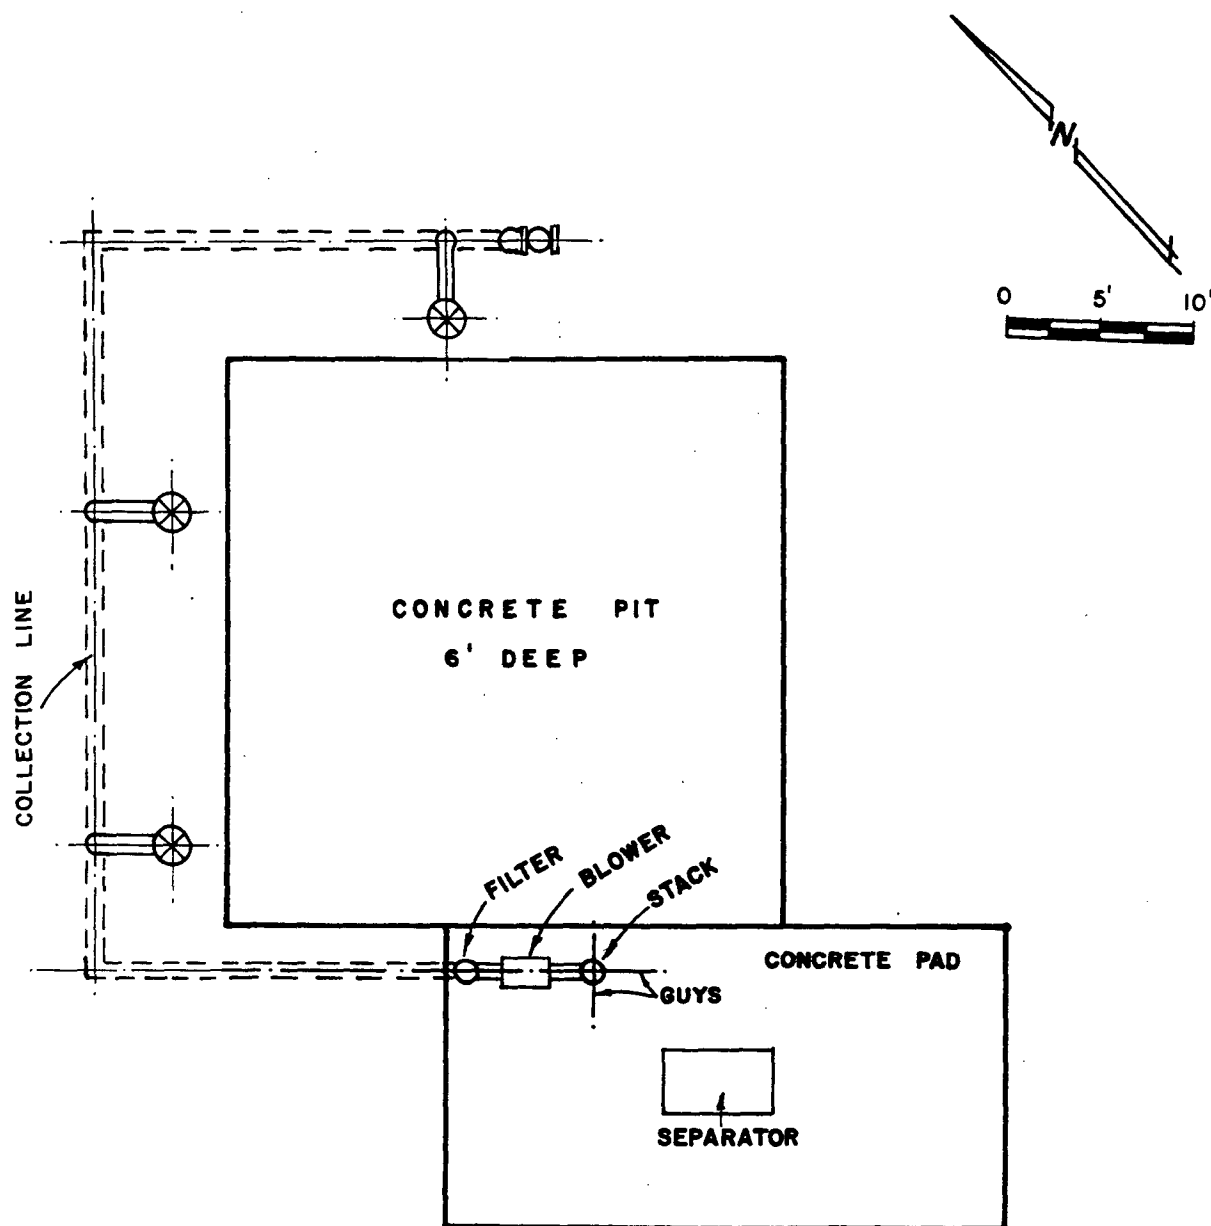 N
0 5' 10'
CONCRETE PIT
6' DEEP
COLLECTION LINE
FILTER
BLOWER
STACK
CONCRETE PAD
GUYS
SEPARATOR